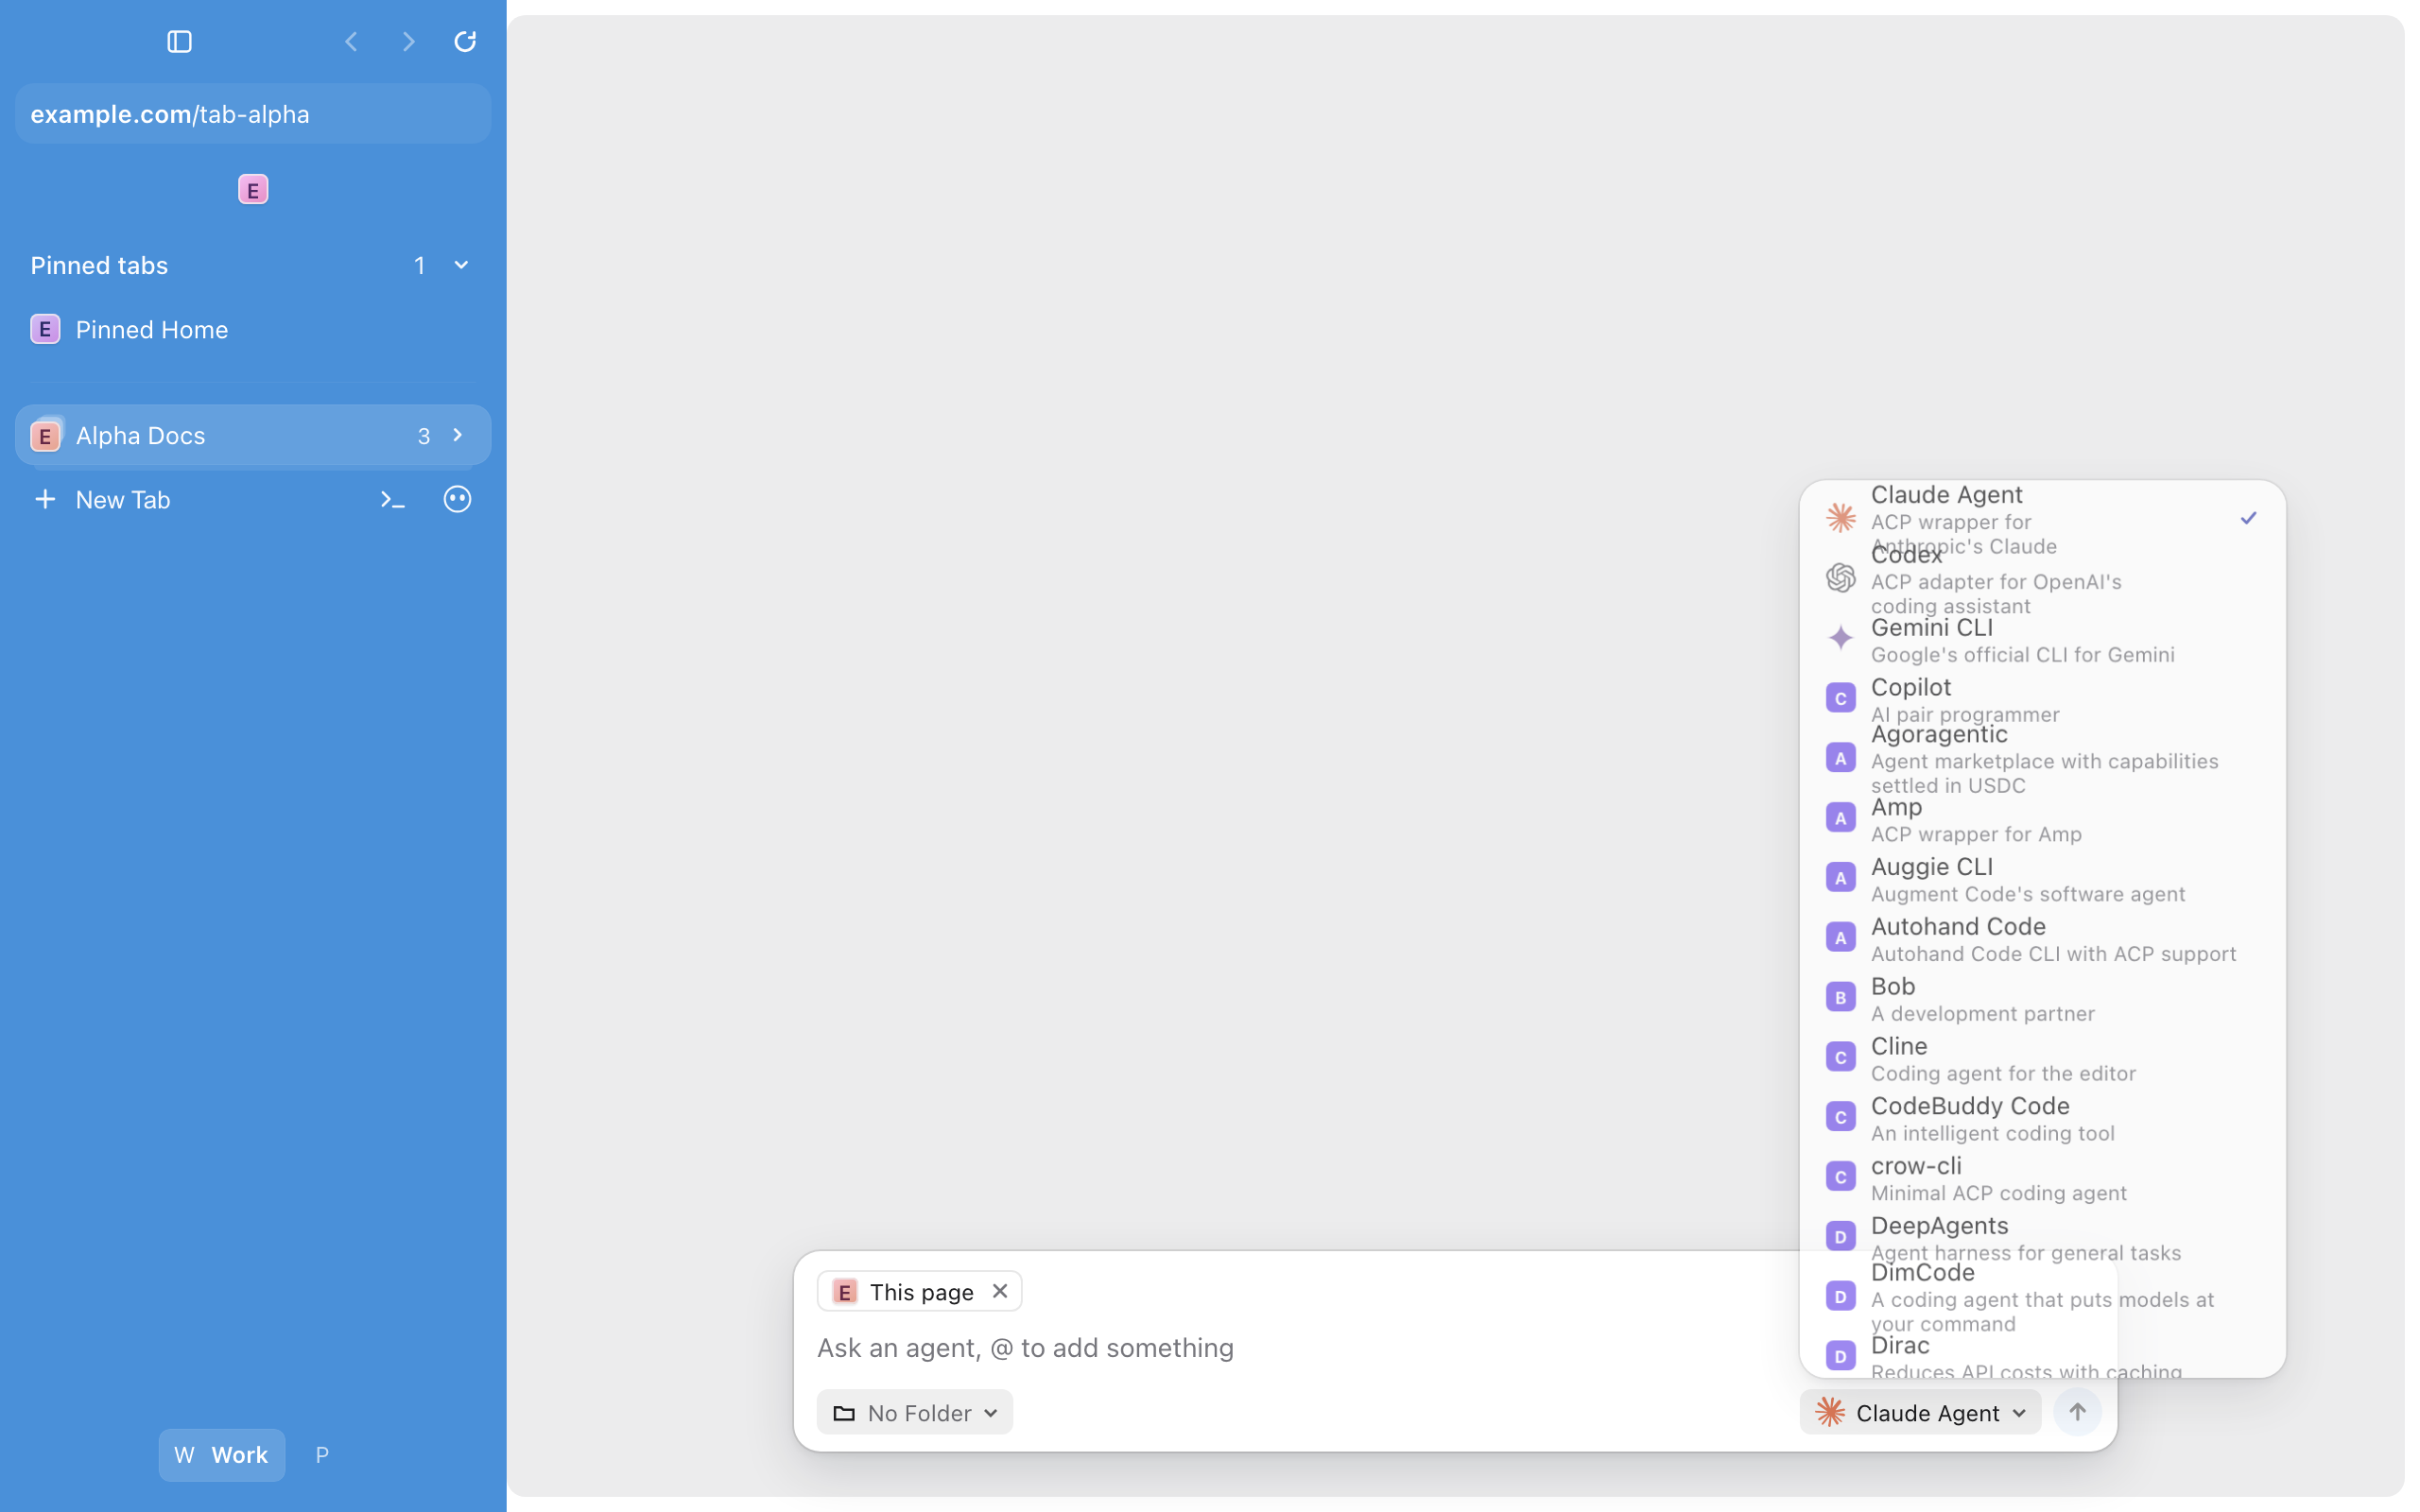 example.com/tab-alpha
E
Pinned tabs 1
E Pinned Home
E Alpha Docs 3
New Tab
W Work P
Claude Agent
ACP wrapper for
Anthropic's Claude
Codex
ACP adapter for OpenAI's
coding assistant
Gemini CLI
Google's official CLI for Gemini
C Copilot
AI pair programmer
A Agoragentic
Agent marketplace with capabilities
settled in USDC
A Amp
ACP wrapper for Amp
A Auggie CLI
Augment Code's software agent
A Autohand Code
Autohand Code CLI with ACP support
B Bob
A development partner
C Cline
Coding agent for the editor
C CodeBuddy Code
An intelligent coding tool
C crow-cli
Minimal ACP coding agent
D DeepAgents
Agent harness for general tasks
D DimCode
A coding agent that puts models at
your command
D Dirac
Reduces API costs with caching
E This page
Ask an agent, @ to add something
No Folder
Claude Agent